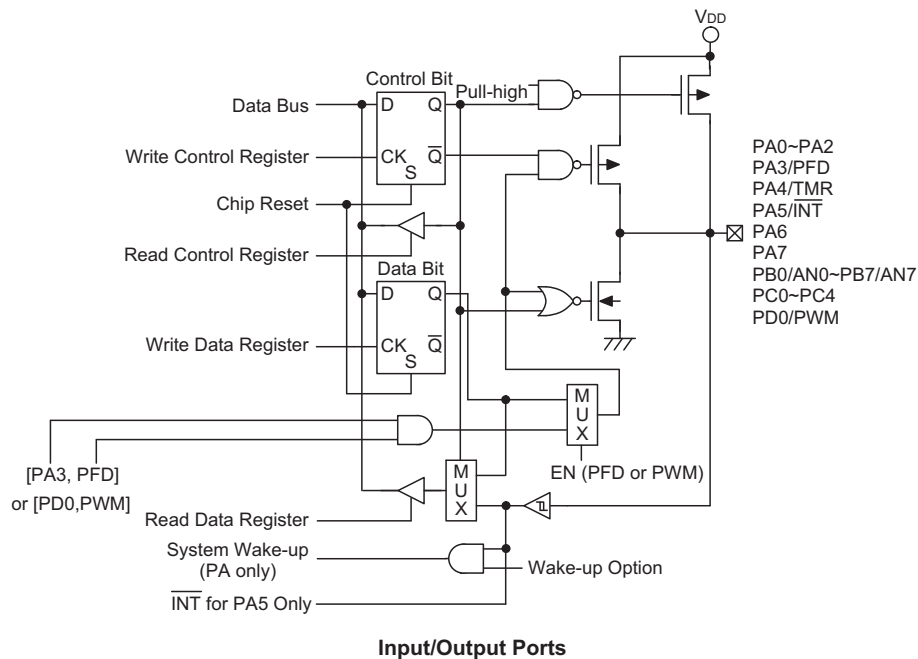 VDD
Control Bit
Pull-high
Data Bus
D Q
Write Control Register
CK Q̅
S
Chip Reset
Read Control Register
Data Bit
D Q
Write Data Register
CK Q̅
S
PA0~PA2
PA3/PFD
PA4/TMR
PA5/I̅N̅T̅
PA6
PA7
PB0/AN0~PB7/AN7
PC0~PC4
PD0/PWM
M
U
X
EN (PFD or PWM)
[PA3, PFD]
or [PD0,PWM]
M
U
X
Read Data Register
System Wake-up
(PA only)
Wake-up Option
I̅N̅T̅ for PA5 Only
Input/Output Ports